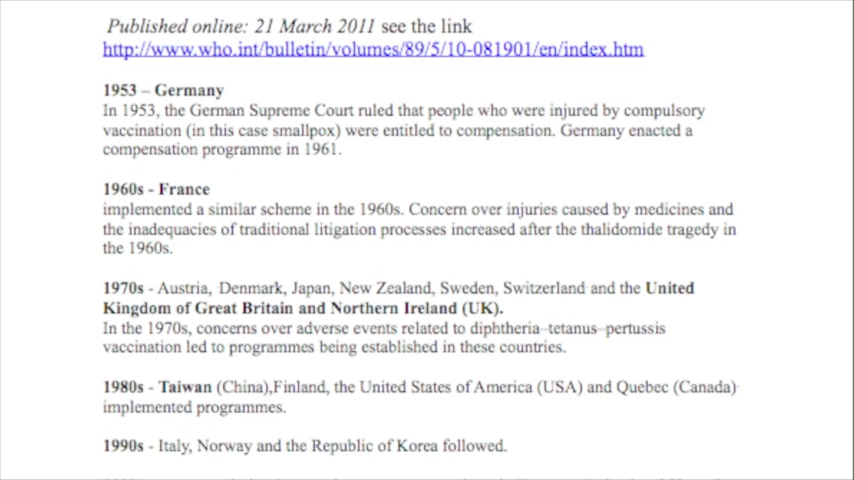 Published online: 21 March 2011 see the link
http://www.who.int/bulletin/volumes/89/5/10-081901/en/index.htm
1953 – Germany
In 1953, the German Supreme Court ruled that people who were injured by compulsory
vaccination (in this case smallpox) were entitled to compensation. Germany enacted a
compensation programme in 1961.
1960s - France
implemented a similar scheme in the 1960s. Concern over injuries caused by medicines and
the inadequacies of traditional litigation processes increased after the thalidomide tragedy in
the 1960s.
1970s - Austria, Denmark, Japan, New Zealand, Sweden, Switzerland and the United
Kingdom of Great Britain and Northern Ireland (UK).
In the 1970s, concerns over adverse events related to diphtheria–tetanus–pertussis
vaccination led to programmes being established in these countries.
1980s - Taiwan (China),Finland, the United States of America (USA) and Quebec (Canada)
implemented programmes.
1990s - Italy, Norway and the Republic of Korea followed.